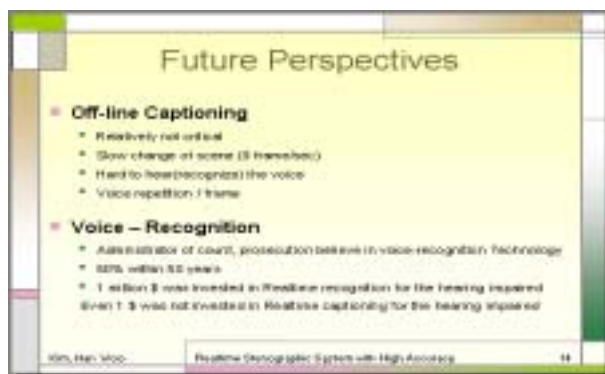 Future Perspectives
Off-line Captioning
Relatively not critical
Slow change of scene (5 frame/sec)
Hard to hear(recognize) the voice
Voice repetition / frame
Voice – Recognition
Administrator of court, prosecution believe in voice-recognition Technology
within 50 years
1 million $ was invested in Realtime recognition for the hearing impaired
Even 1 $ was not invested in Realtime captioning for the hearing impaired
Kim, Han Woo
Realtime Stenographic System with High Accuracy